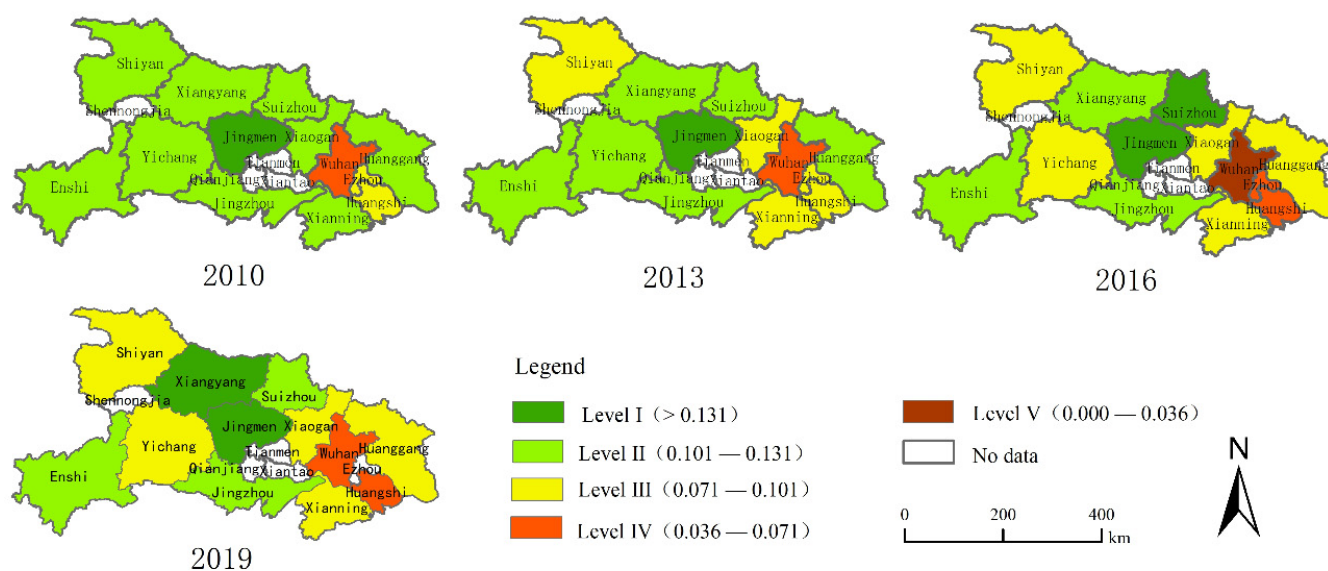 Shiyan
Xiangyang
Suizhou
Shennongjia
Jingmen
Xiaogan
Yichang
Tianmen
Wuhan
Huanggang
Enshi
Qianjiang
Xiantao
Ezhou
Jingzhou
Huangshi
Xianning
2010
Shiyan
Xiangyang
Suizhou
Shennongjia
Jingmen
Xiaogan
Yichang
Tianmen
Wuhan
Huanggang
Enshi
Qianjiang
Xiantao
Ezhou
Jingzhou
Huangshi
Xianning
2013
Shiyan
Xiangyang
Suizhou
Shennongjia
Jingmen
Xiaogan
Yichang
Tianmen
Wuhan
Huanggang
Enshi
Qianjiang
Xiantao
Ezhou
Jingzhou
Huangshi
Xianning
2016
Shiyan
Xiangyang
Suizhou
Shennongjia
Jingmen
Xiaogan
Yichang
Tianmen
Wuhan
Huanggang
Enshi
Qianjiang
Xiantao
Ezhou
Jingzhou
Huangshi
Xianning
2019
Legend
Level I（> 0.131）
Level II（0.101 — 0.131）
Level III（0.071 — 0.101）
Level IV（0.036 —0.071）
Level V（0.000 — 0.036）
No data
0 200 400
km
N